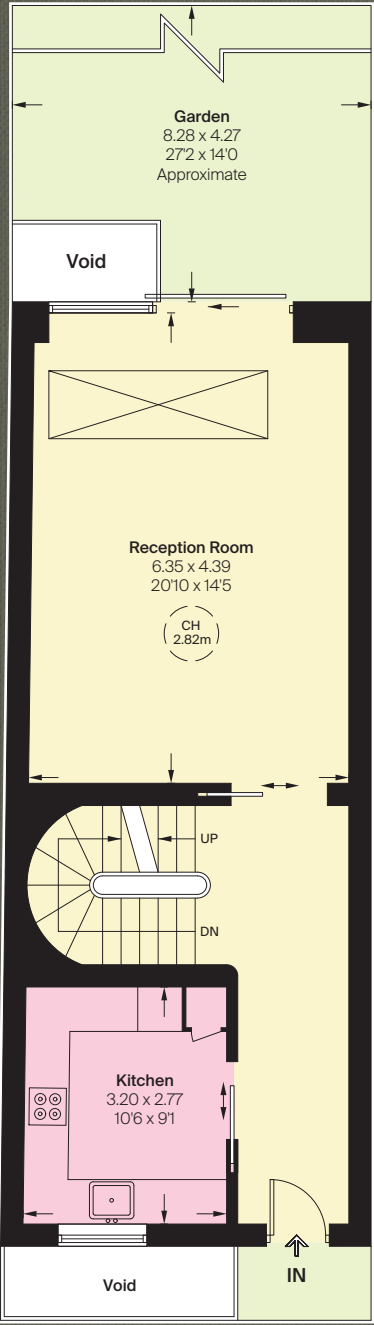 Garden
8.28 x 4.27
27'2 x 14'0
Approximate
Void
Reception Room
6.35 x 4.39
20'10 x 14'5
CH
2.82m
UP
DN
Kitchen
3.20 x 2.77
10'6 x 9'1
Void
IN